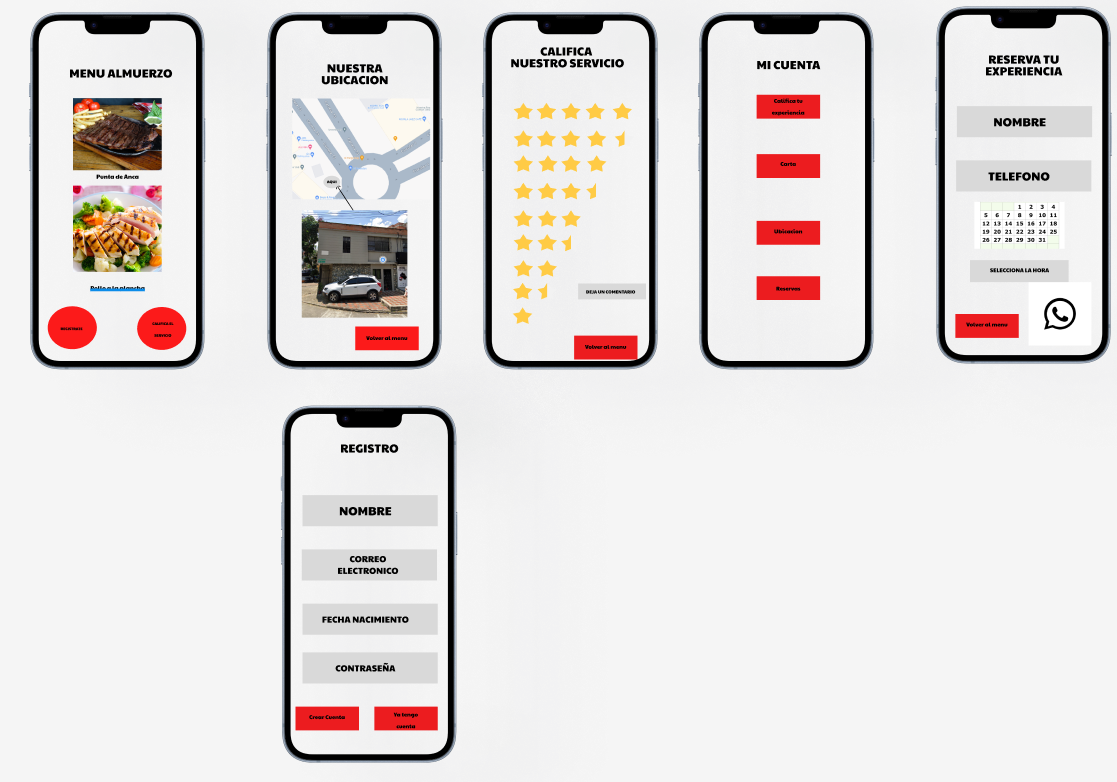 MENU ALMUERZO
Punta de Anca
Pollo a la plancha
NUESTRA
UBICACION
AQUI
Volver al menu
CALIFICA
NUESTRO SERVICIO
DEJA UN COMENTARIO
Volver al menu
MI CUENTA
Califica tu
experiencia
Carta
Ubicacion
Reservas
RESERVA TU
EXPERIENCIA
NOMBRE
TELEFONO
1 2 3 4
5 6 7 8 9 10 11
12 13 14 15 16 17 18
19 20 21 22 23 24 25
26 27 28 29 30 31
SELECCIONA LA HORA
Volver al menu
REGISTRO
NOMBRE
CORREO
ELECTRONICO
FECHA NACIMIENTO
CONTRASEÑA
Crear Cuenta
Ya tengo
cuenta